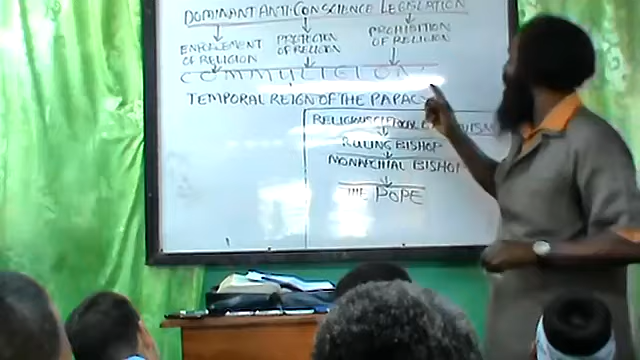 DOMINANT ANTI-CONSCIENCE LEGISLATION
ENFORCEMENT OF RELIGION
PROTECTION OF RELIGION
PROHIBITION OF RELIGION
TEMPORAL REIGN OF THE PAPACY
RULING BISHOP
MONARCHIAL BISHOP
THE POPE